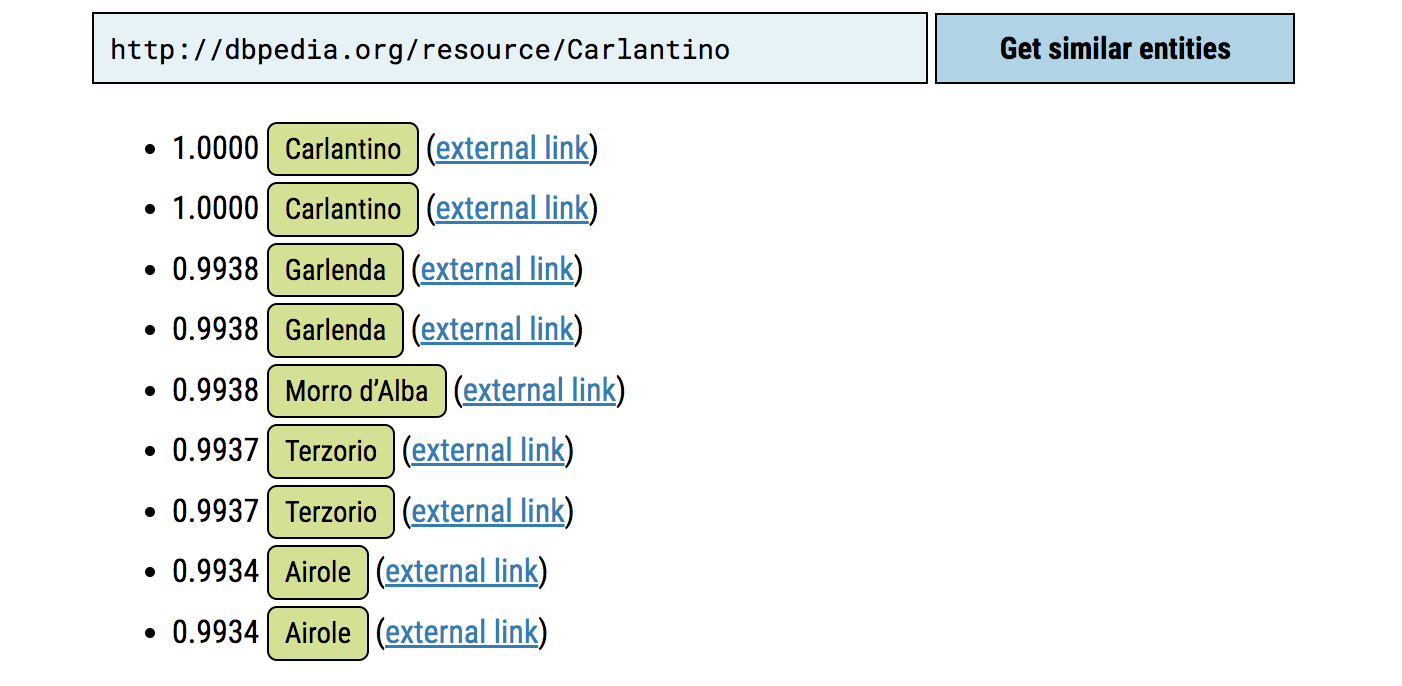 http://dbpedia.org/resource/Carlantino Get similar entities
• 1.0000 Carlantino (external link)
• 1.0000 Carlantino (external link)
• 0.9938 Garlenda (external link)
• 0.9938 Garlenda (external link)
• 0.9938 Morro d’Alba (external link)
• 0.9937 Terzorio (external link)
• 0.9937 Terzorio (external link)
• 0.9934 Airole (external link)
• 0.9934 Airole (external link)